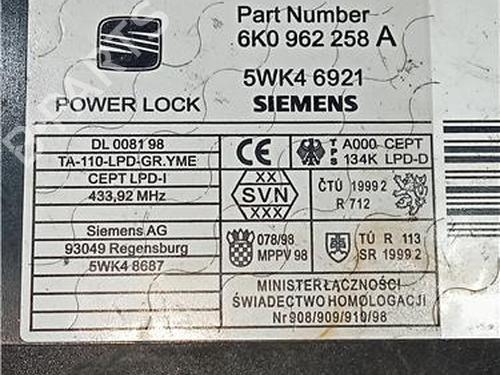 Part Number
6K0 962 258 A
5WK4 6921
POWER LOCK SIEMENS
DL 0081 98
TA-110-LPD-GR.YME
CEPT LPD-I
433,92 MHz
Siemens AG
93049 Regensburg
5WK4 8687
CE
T P S A000 CEPT
134K LPD-D
XX
SVN
XXX
ČTÚ 1999 2
R 712
078/98
MPPV 98
TÚ R 113
SR 1999 2
MINISTERIUM ŁĄCZNOŚCI
ŚWIADECTWO HOMOLOGACJI
Nr 908/909/910/98
B-PARTS